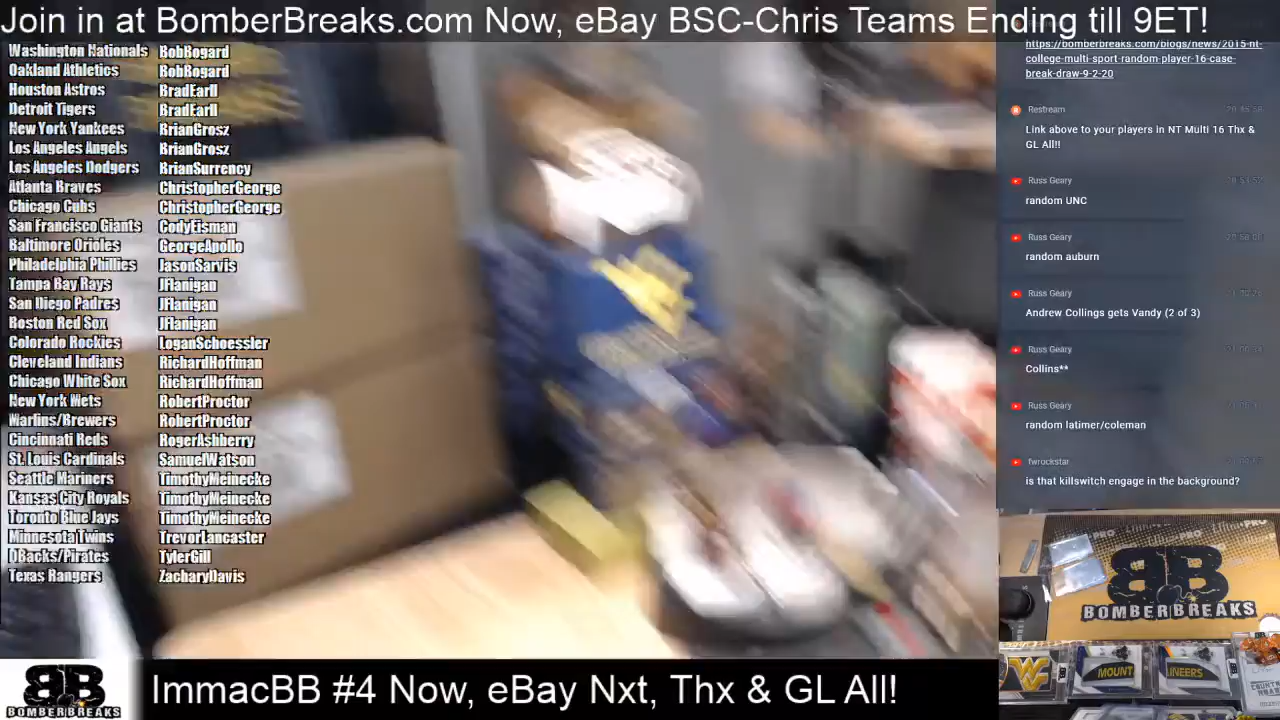 Join in at BomberBreaks.com Now, eBay BSC-Chris Teams Ending till 9ET!
Washington Nationals BobBogard
Oakland Athletics BobBogard
Houston Astros BradEarll
Detroit Tigers BradEarll
New York Yankees BrianGrosz
Los Angeles Angels BrianGrosz
Los Angeles Dodgers BrianSurrency
Atlanta Braves ChristopherGeorge
Chicago Cubs ChristopherGeorge
San Francisco Giants CodyEisman
Baltimore Orioles GeorgeApollo
Philadelphia Phillies JasonSarvis
Tampa Bay Rays JFlanigan
San Diego Padres JFlanigan
Boston Red Sox JFlanigan
Colorado Rockies LoganSchoessler
Cleveland Indians RichardHoffman
Chicago White Sox RichardHoffman
New York Mets RobertProctor
Marlins/Brewers RobertProctor
Cincinnati Reds RogerAshberry
St. Louis Cardinals SamuelWatson
Seattle Mariners TimothyMeinecke
Kansas City Royals TimothyMeinecke
Toronto Blue Jays TimothyMeinecke
Minnesota Twins TrevorLancaster
DBacks/Pirates TylerGill
Texas Rangers ZacharyDavis
https://bomberbreaks.com/blogs/news/2015-nt-
college-multi-sport-random-player-16-case-
break-draw-9-2-20
Restream
Link above to your players in NT Multi 16 Thx &
GL All!!
Russ Geary
random UNC
Russ Geary
random auburn
Russ Geary
Andrew Collings gets Vandy (2 of 3)
Russ Geary
Collins**
Russ Geary
random latimer/coleman
fwrockstar
is that killswitch engage in the background?
BB
BOMBERBREAKS
MOUNT
INEERS
BB
BOMBERBREAKS
ImmacBB #4 Now, eBay Nxt, Thx & GL All!